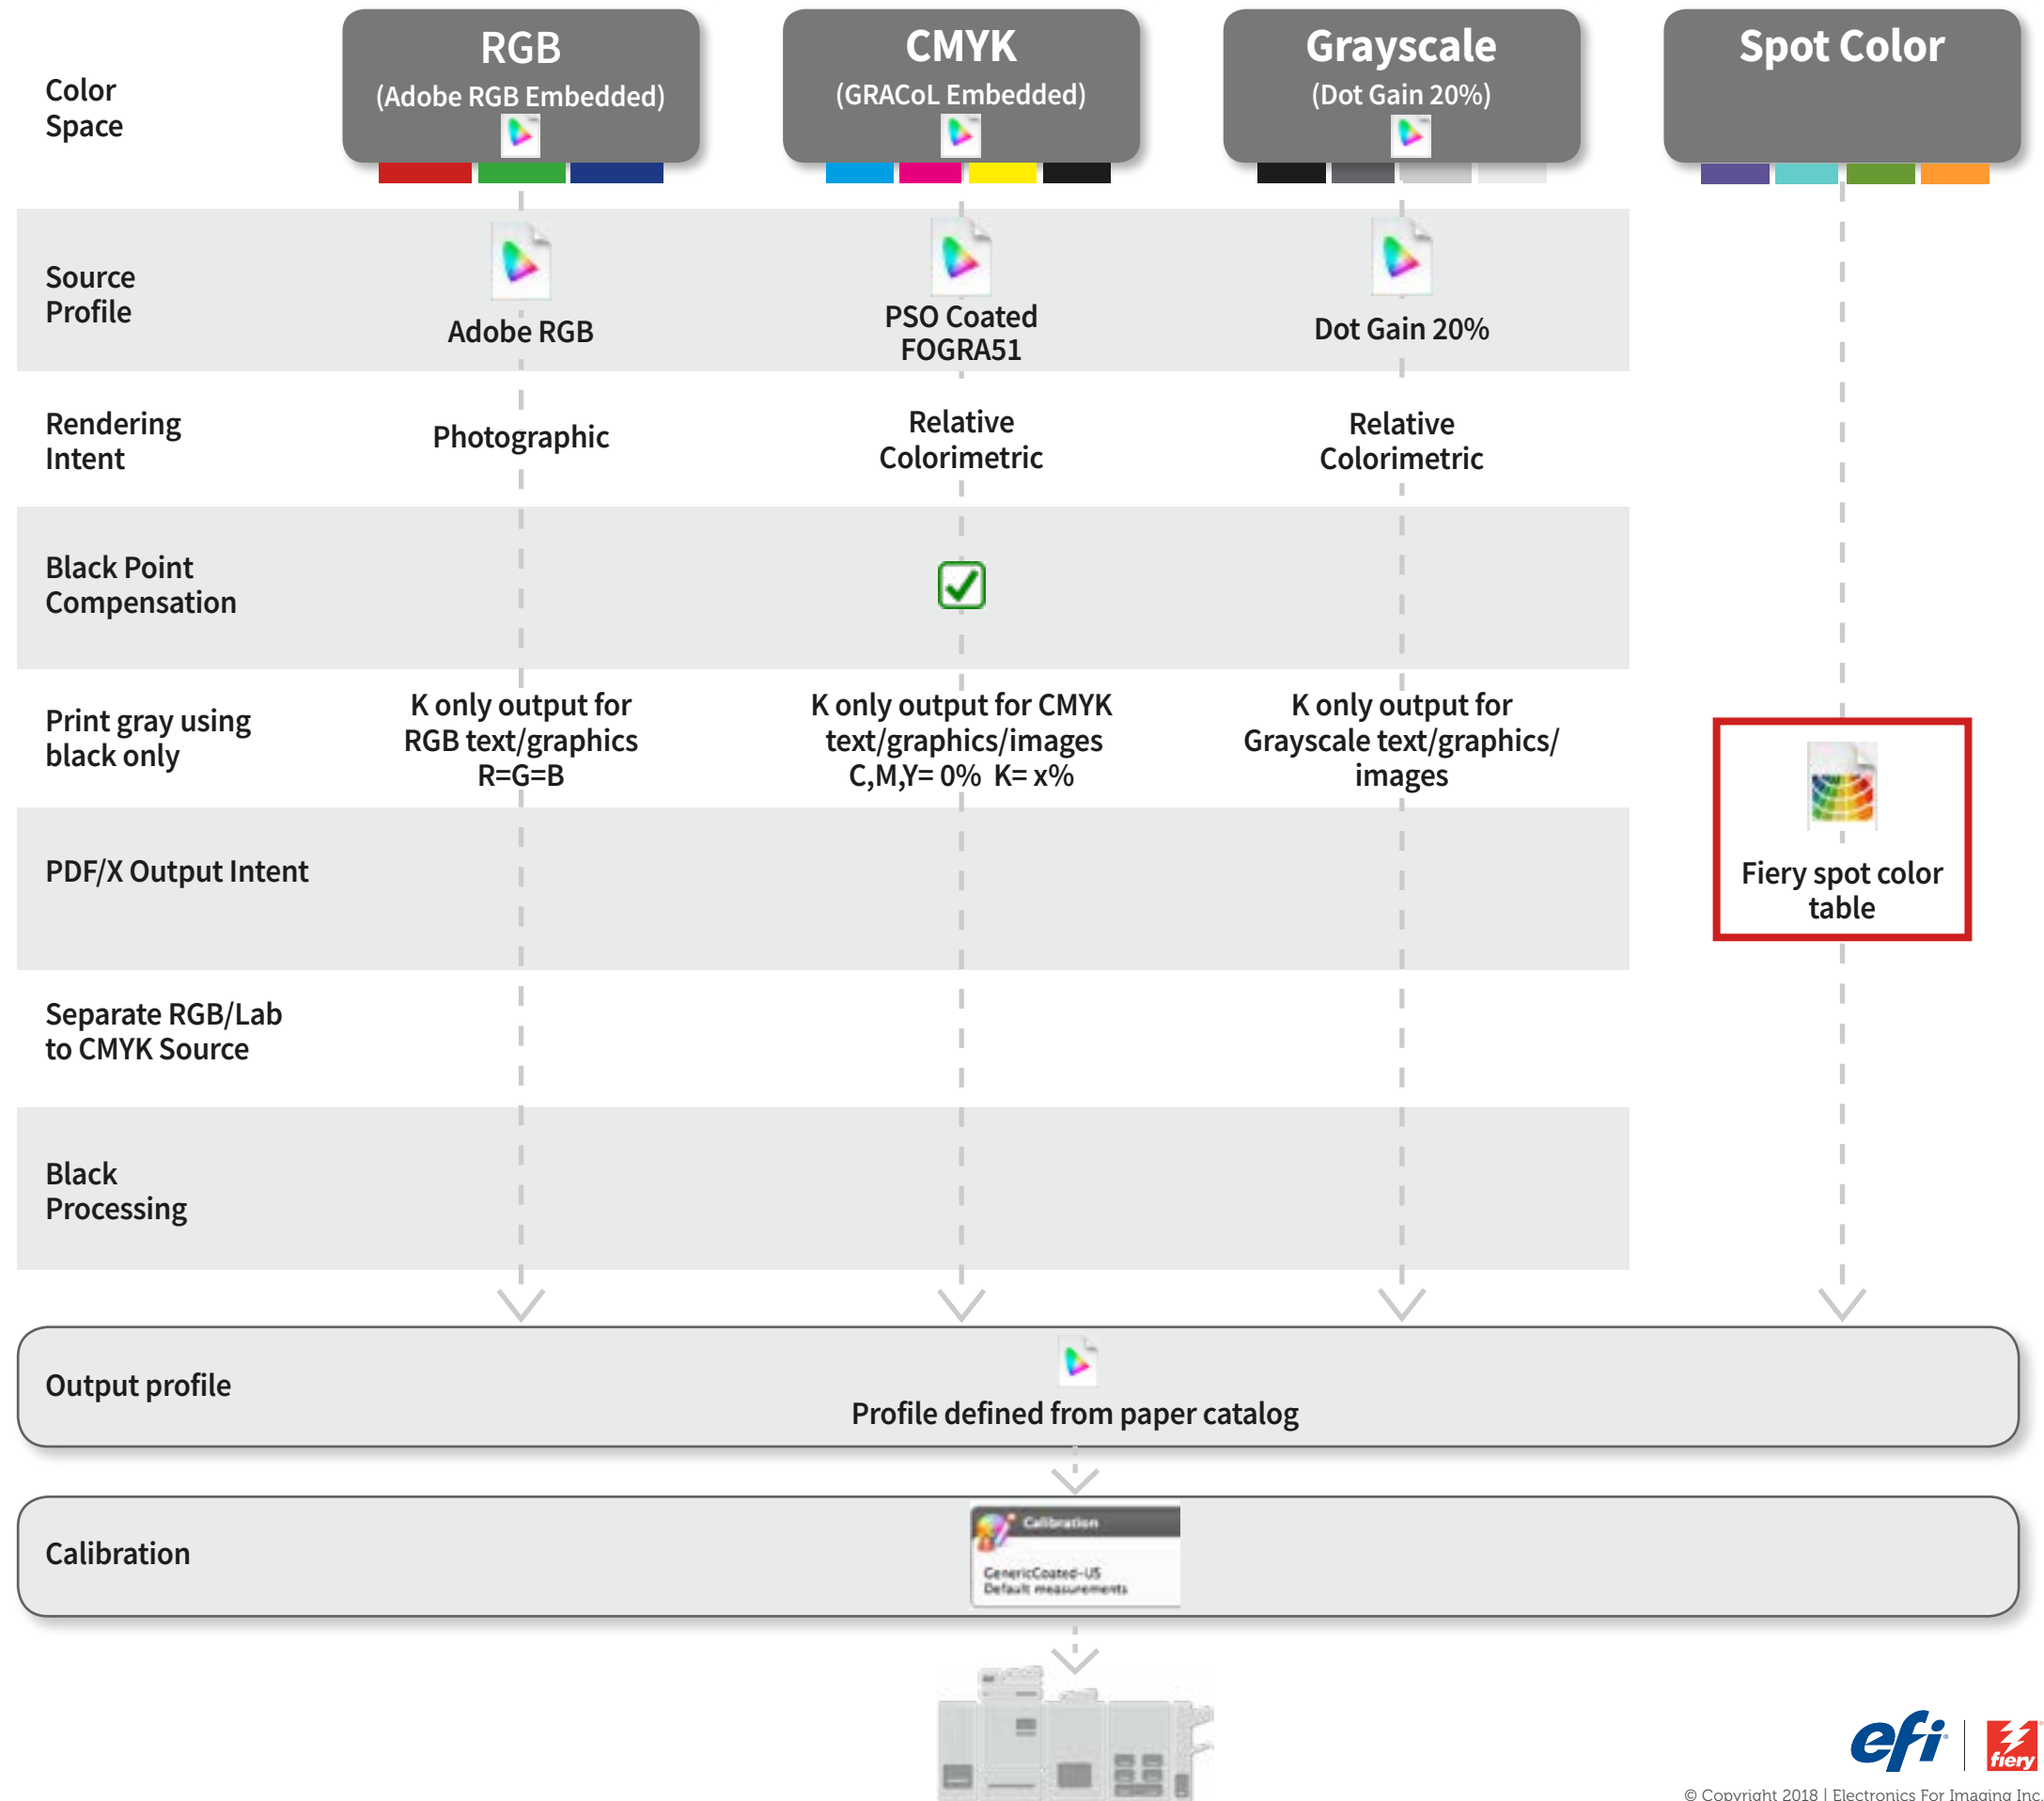 Color
Space
RGB
(Adobe RGB Embedded)
CMYK
(GRACoL Embedded)
Grayscale
(Dot Gain 20%)
Spot Color
Source
Profile
Adobe RGB
PSO Coated
FOGRA51
Dot Gain 20%
Rendering
Intent
Photographic
Relative
Colorimetric
Relative
Colorimetric
Black Point
Compensation
Print gray using
black only
K only output for
RGB text/graphics
R=G=B
K only output for CMYK
text/graphics/images
C,M,Y= 0% K= x%
K only output for
Grayscale text/graphics/
images
Fiery spot color
table
PDF/X Output Intent
Separate RGB/Lab
to CMYK Source
Black
Processing
Output profile
Profile defined from paper catalog
Calibration
Calibration
GenericCoated-US
Default measurements
efi
fiery
© Copyright 2018 | Electronics For Imaging Inc